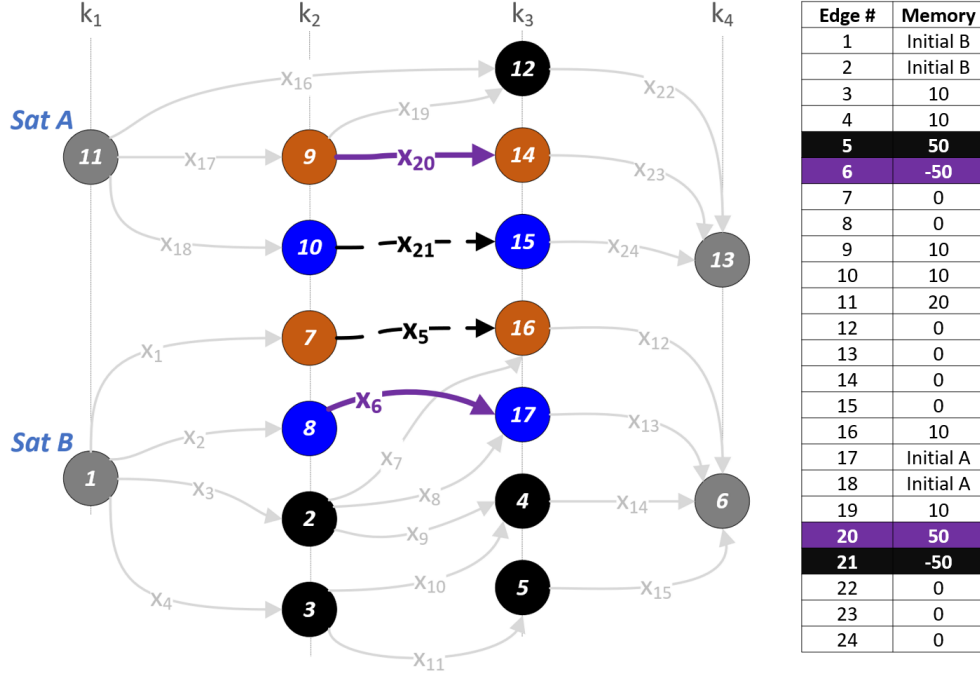 k1 k2 k3 k4
12
x16
x22
x19
Sat A
11 x17 9 x20 14
x23
x18 10 x21 15 x24
13
7 x5 16
x1 x12
x6
8 17
x2 x13
Sat B
x7
1 x3 x8
2 4 x14 6
x9
x10
x4 3 5 x15
x11
Edge # Memory
1 Initial B
2 Initial B
3 10
4 10
5 50
6 -50
7 0
8 0
9 10
10 10
11 20
12 0
13 0
14 0
15 0
16 10
17 Initial A
18 Initial A
19 10
20 50
21 -50
22 0
23 0
24 0